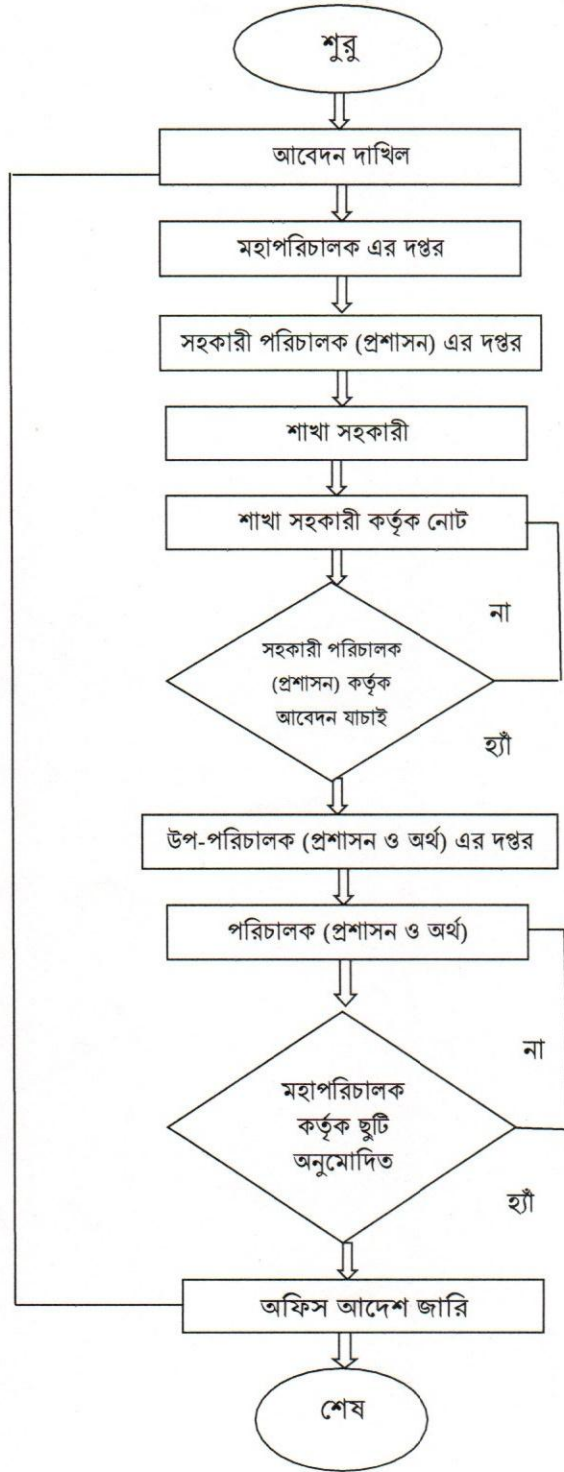 শুরু
আবেদন দাখিল
মহাপরিচালক এর দপ্তর
সহকারী পরিচালক (প্রশাসন) এর দপ্তর
শাখা সহকারী
শাখা সহকারী কর্তৃক নোট
না
সহকারী পরিচালক
(প্রশাসন) কর্তৃক
আবেদন যাচাই
হ্যাঁ
উপ-পরিচালক (প্রশাসন ও অর্থ) এর দপ্তর
পরিচালক (প্রশাসন ও অর্থ)
না
মহাপরিচালক
কর্তৃক ছুটি
অনুমোদিত
হ্যাঁ
অফিস আদেশ জারি
শেষ